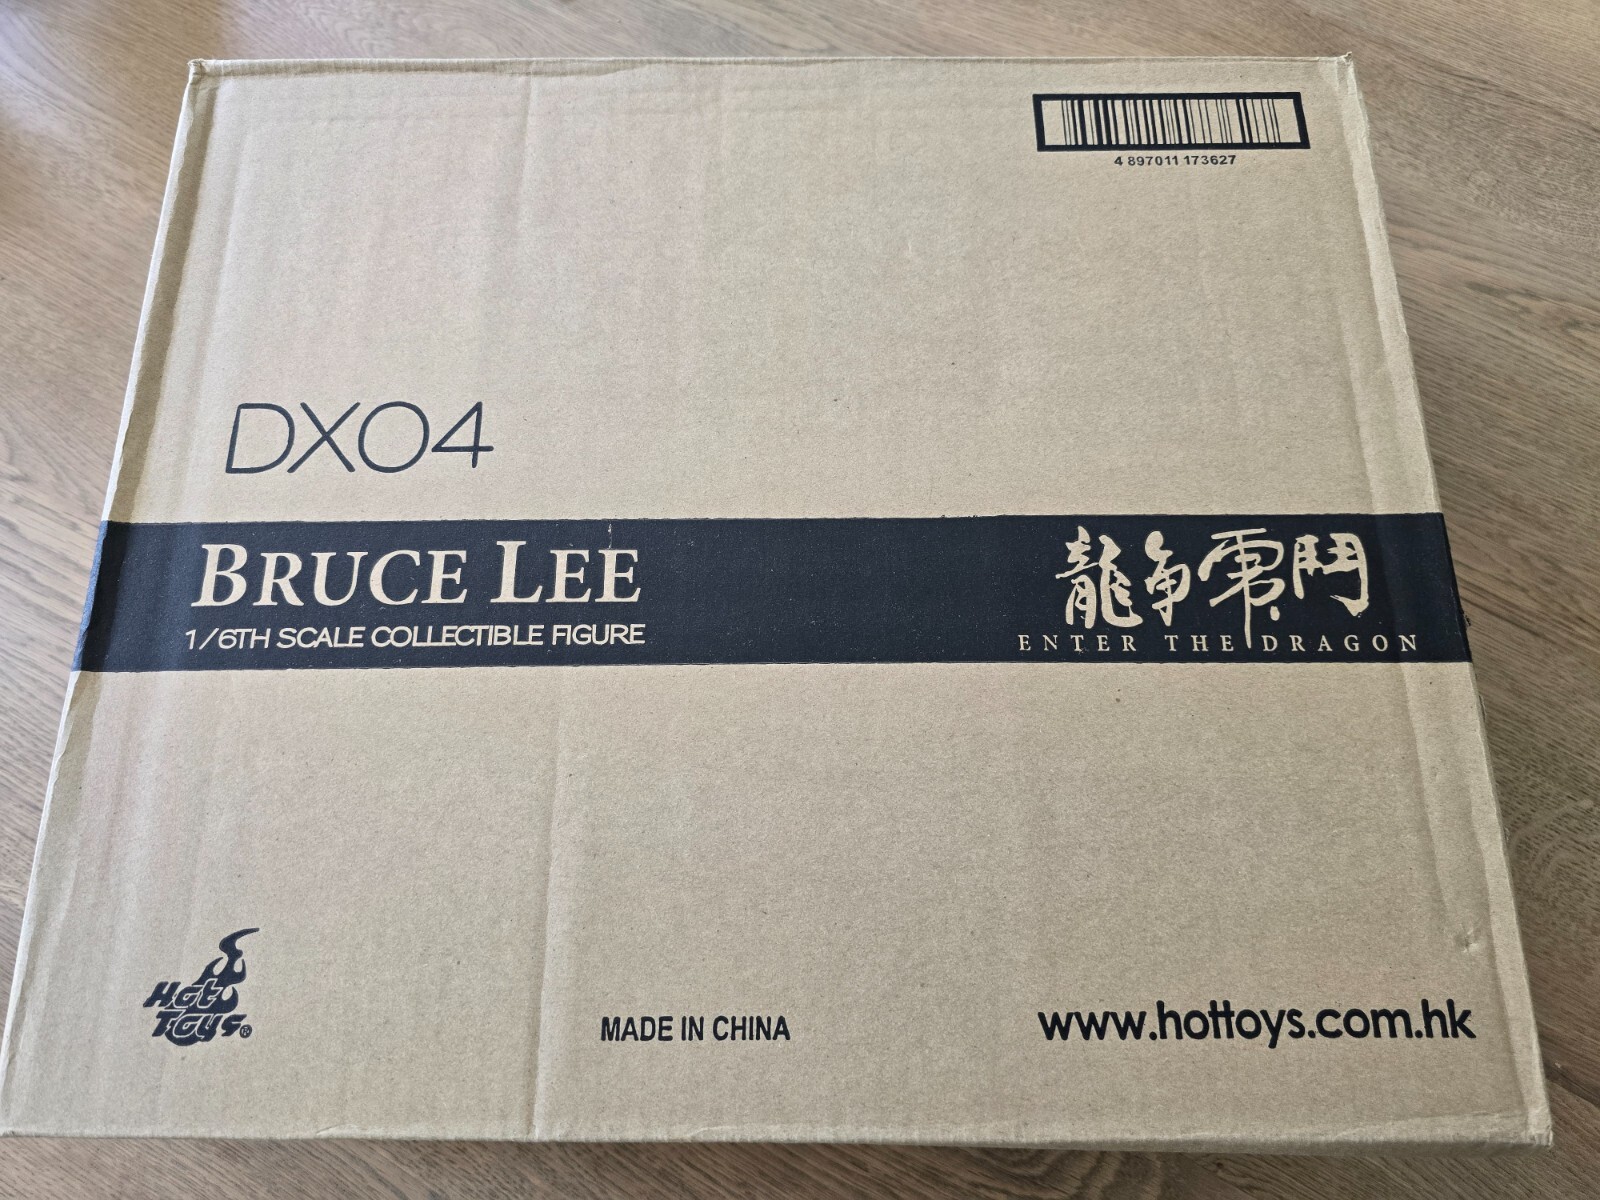 4 897011 173627
DX04
BRUCE LEE
1/6TH SCALE COLLECTIBLE FIGURE
龍爭虎鬥
ENTER THE DRAGON
Hot
Toys®
MADE IN CHINA
www.hottoys.com.hk